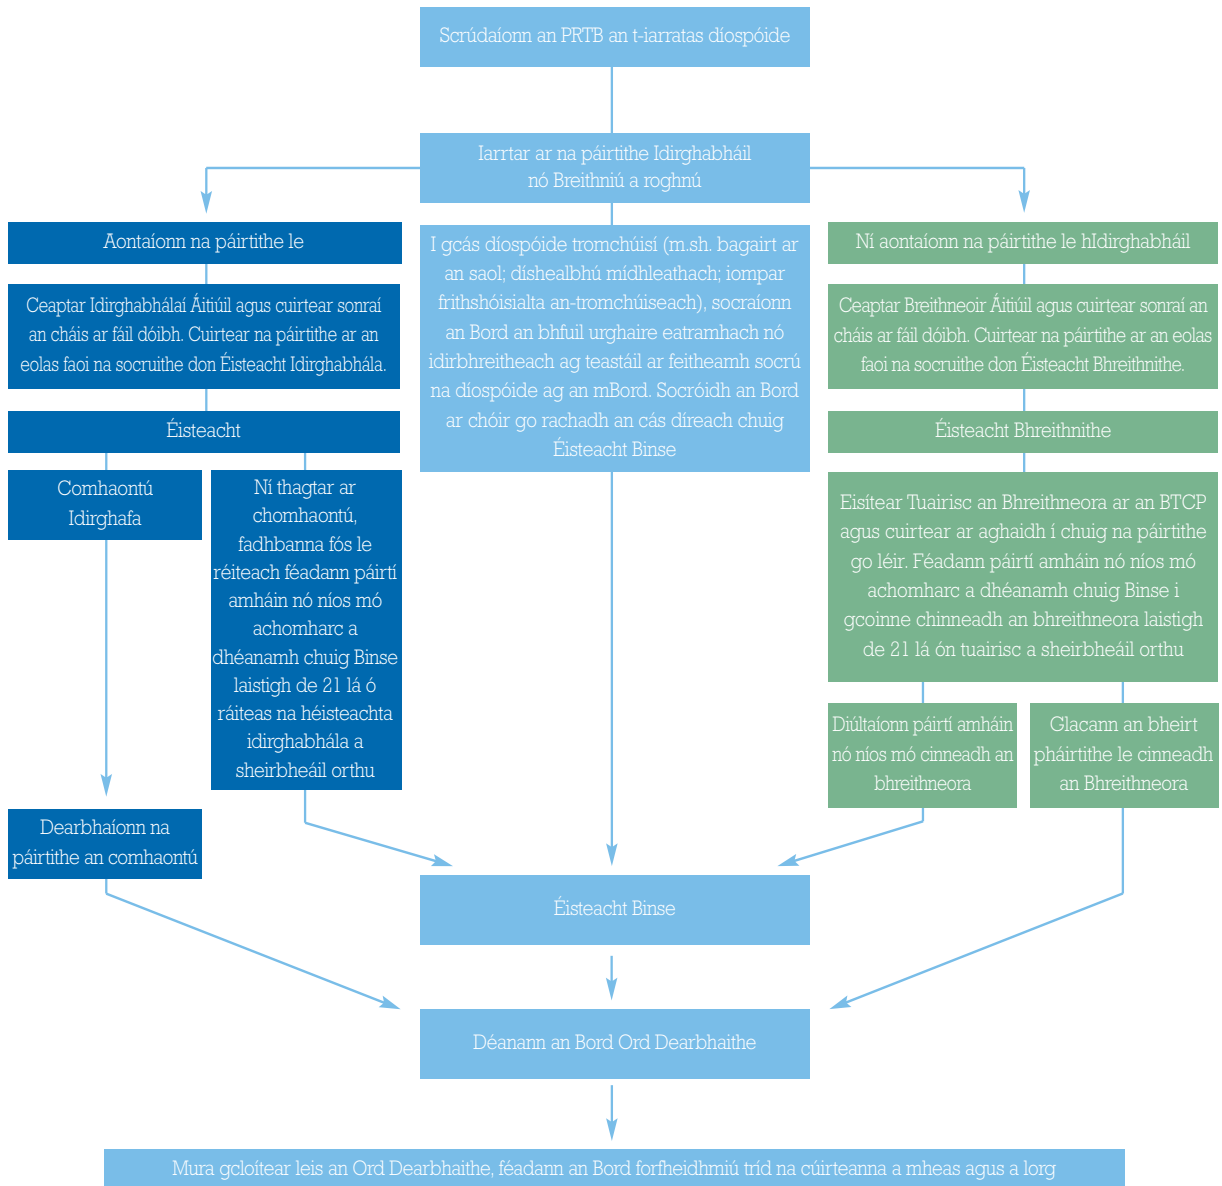 Scrúdaíonn an PRTB an t-iarratas díospóide
Iarrtar ar na páirtithe Idirghabháil
nó Breithniú a roghnú
Aontaíonn na páirtithe le
Ceaptar Idirghabhálaí Áitiúil agus cuirtear sonraí
an cháis ar fáil dóibh. Cuirtear na páirtithe ar an
eolas faoi na socruithe don Éisteacht Idirghabhála.
Éisteacht
Comhaontú
Idirghafa
Ní thagtar ar
chomhaontú,
fadhbanna fós le
réiteach féadann páirtí
amháin nó níos mó
achomharc a
dhéanamh chuig Binse
laistigh de 21 lá ó
ráiteas na héisteachta
idirghabhála a
sheirbheáil orthu
Dearbhaíonn na
páirtithe an comhaontú
I gcás díospóide tromchúisí (m.sh. bagairt ar
an saol; díshealbhú mídhleathach; iompar
frithshóisialta an-tromchúiseach), socraíonn
an Bord an bhfuil urghaire eatramhach nó
idirbhreitheach ag teastáil ar feitheamh socrú
na díospóide ag an mBord. Socróidh an Bord
ar chóir go rachadh an cás díreach chuig
Éisteacht Binse
Ní aontaíonn na páirtithe le hIdirghabháil
Ceaptar Breithneoir Áitiúil agus cuirtear sonraí an
cháis ar fáil dóibh. Cuirtear na páirtithe ar an eolas
faoi na socruithe don Éisteacht Bhreithnithe.
Éisteacht Bhreithnithe
Eisítear Tuairisc an Bhreithneora ar an BTCP
agus cuirtear ar aghaidh í chuig na páirtithe
go léir. Féadann páirtí amháin nó níos mó
achomharc a dhéanamh chuig Binse i
gcoinne chinneadh an bhreithneora laistigh
de 21 lá ón tuairisc a sheirbheáil orthu
Diúltaíonn páirtí amháin
nó níos mó cinneadh an
bhreithneora
Glacann an bheirt
pháirtithe le cinneadh
an Bhreithneora
Éisteacht Binse
Déanann an Bord Ord Dearbhaithe
Mura gcloítear leis an Ord Dearbhaithe, féadann an Bord forfheidhmiú tríd na cúirteanna a mheas agus a lorg